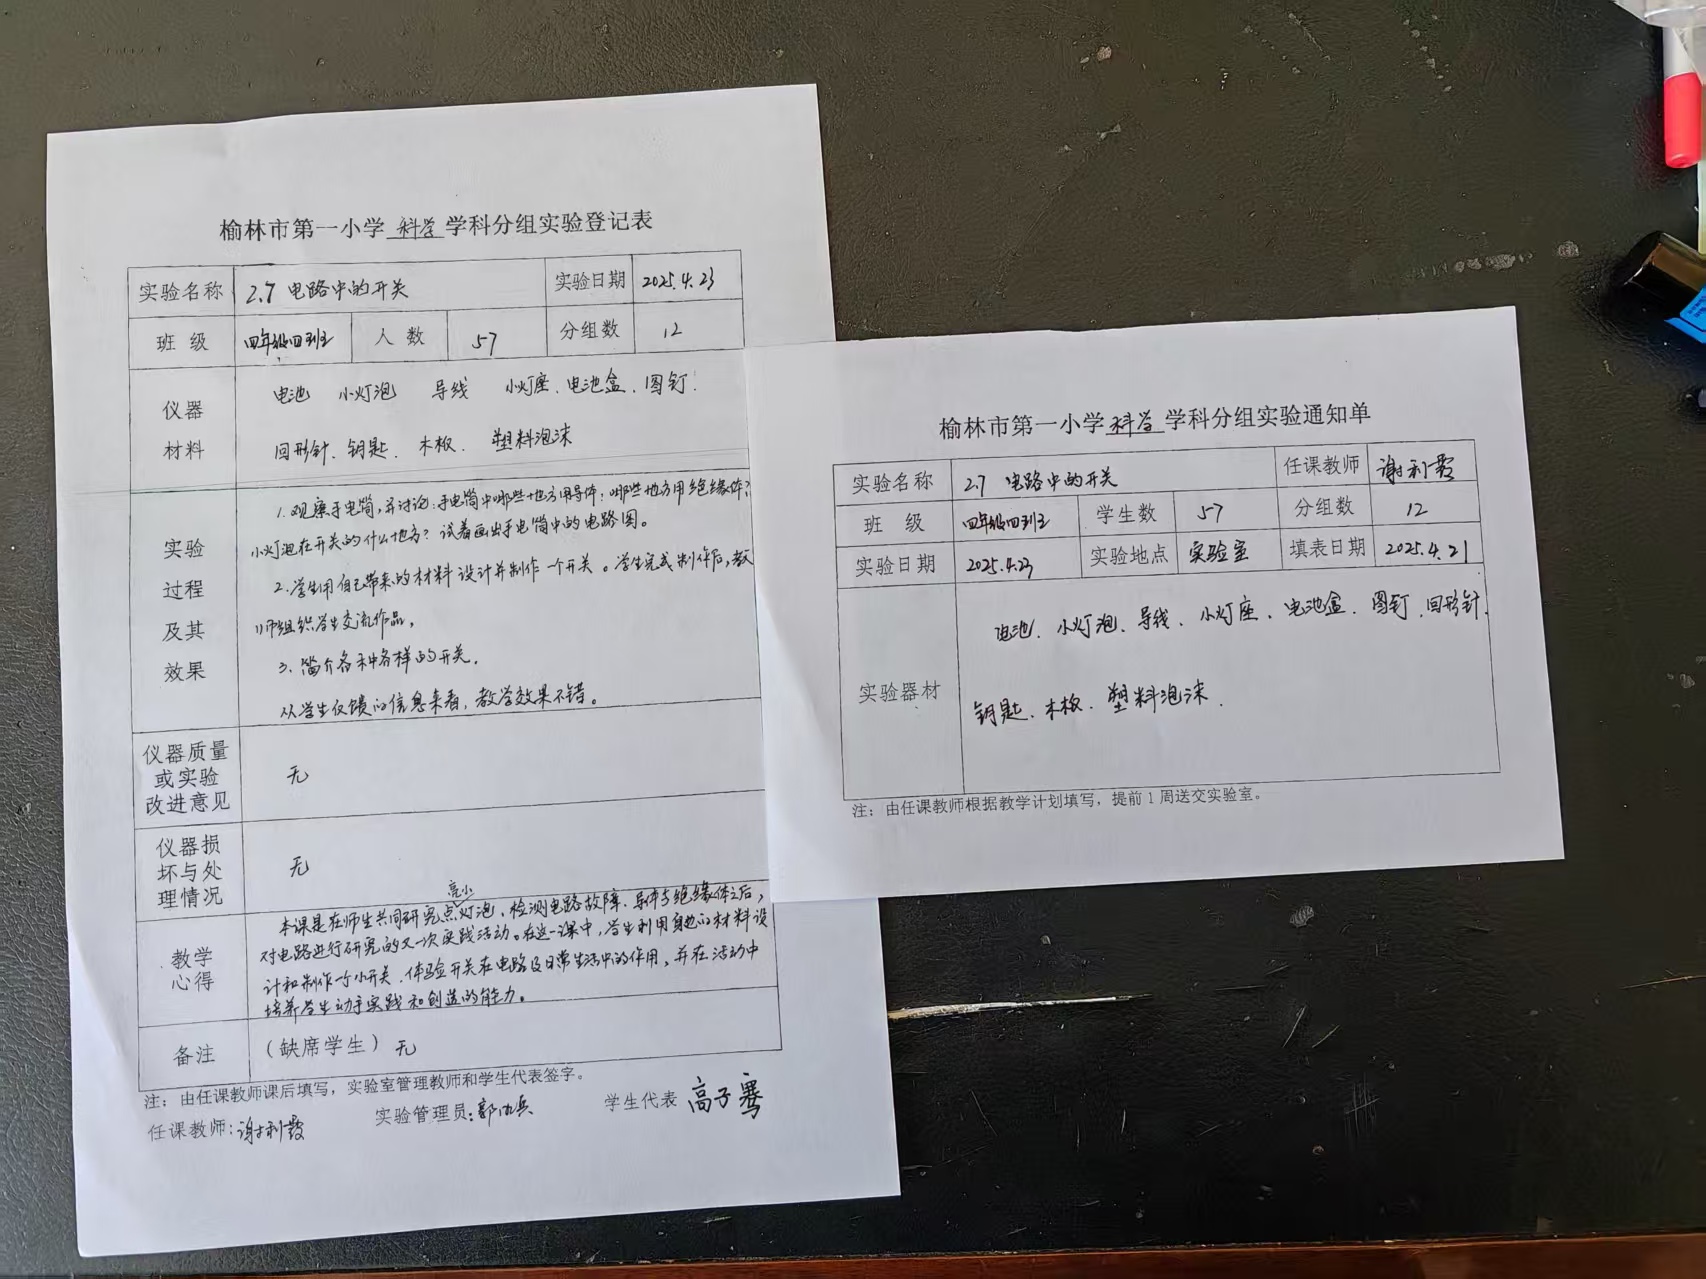 榆林市第一小学 科学 学科分组实验登记表
实验名称 2.7 电路中的开关 实验日期 2025.4.23
班 级 四年级四班 人 数 57 分组数 12
仪器 材料
电池 小灯泡 导线 小灯座、电池盒、图钉、
回形针、钥匙、木板、塑料泡沫
实验 过程 及其 效果
1.观察手电筒,并讨论:手电筒中哪些地方用导体?哪些地方用绝缘体?
小灯泡在开关的什么地方?试着画出手电筒中的电路图。
2.学生用自己带来的材料设计并制作一个开关。学生完成制作后,教
师组织学生交流作品。
3、简介各种各样的开关。
从学生反馈的信息来看,教学效果不错。
仪器质量
或实验
改进意见
无
仪器损
坏与处
理情况
无
教学
心得
本课是在师生共同研究点亮小灯泡、检测电路故障、导体与绝缘体之后,
对电路进行研究的又一次实践活动。在这一课中,学生利用身边的材料设
计和制作一个小开关、体验开关在电路及日常生活中的作用,并在活动中
培养学生动手实践和创造的能力。
备注 (缺席学生) 无
注:由任课教师课后填写,实验室管理教师和学生代表签字。
任课教师:谢利霞 实验管理员: 学生代表 高子骞
榆林市第一小学 科学 学科分组实验通知单
实验名称 2.7 电路中的开关 任课教师 谢利霞
班 级 四年级四班 学生数 57 分组数 12
实验日期 2025.4.23 实验地点 实验室 填表日期 2025.4.21
实验器材
电池、小灯泡、导线、小灯座、电池盒、图钉、回形针、
钥匙、木板、塑料泡沫、
注:由任课教师根据教学计划填写,提前1周送交实验室。